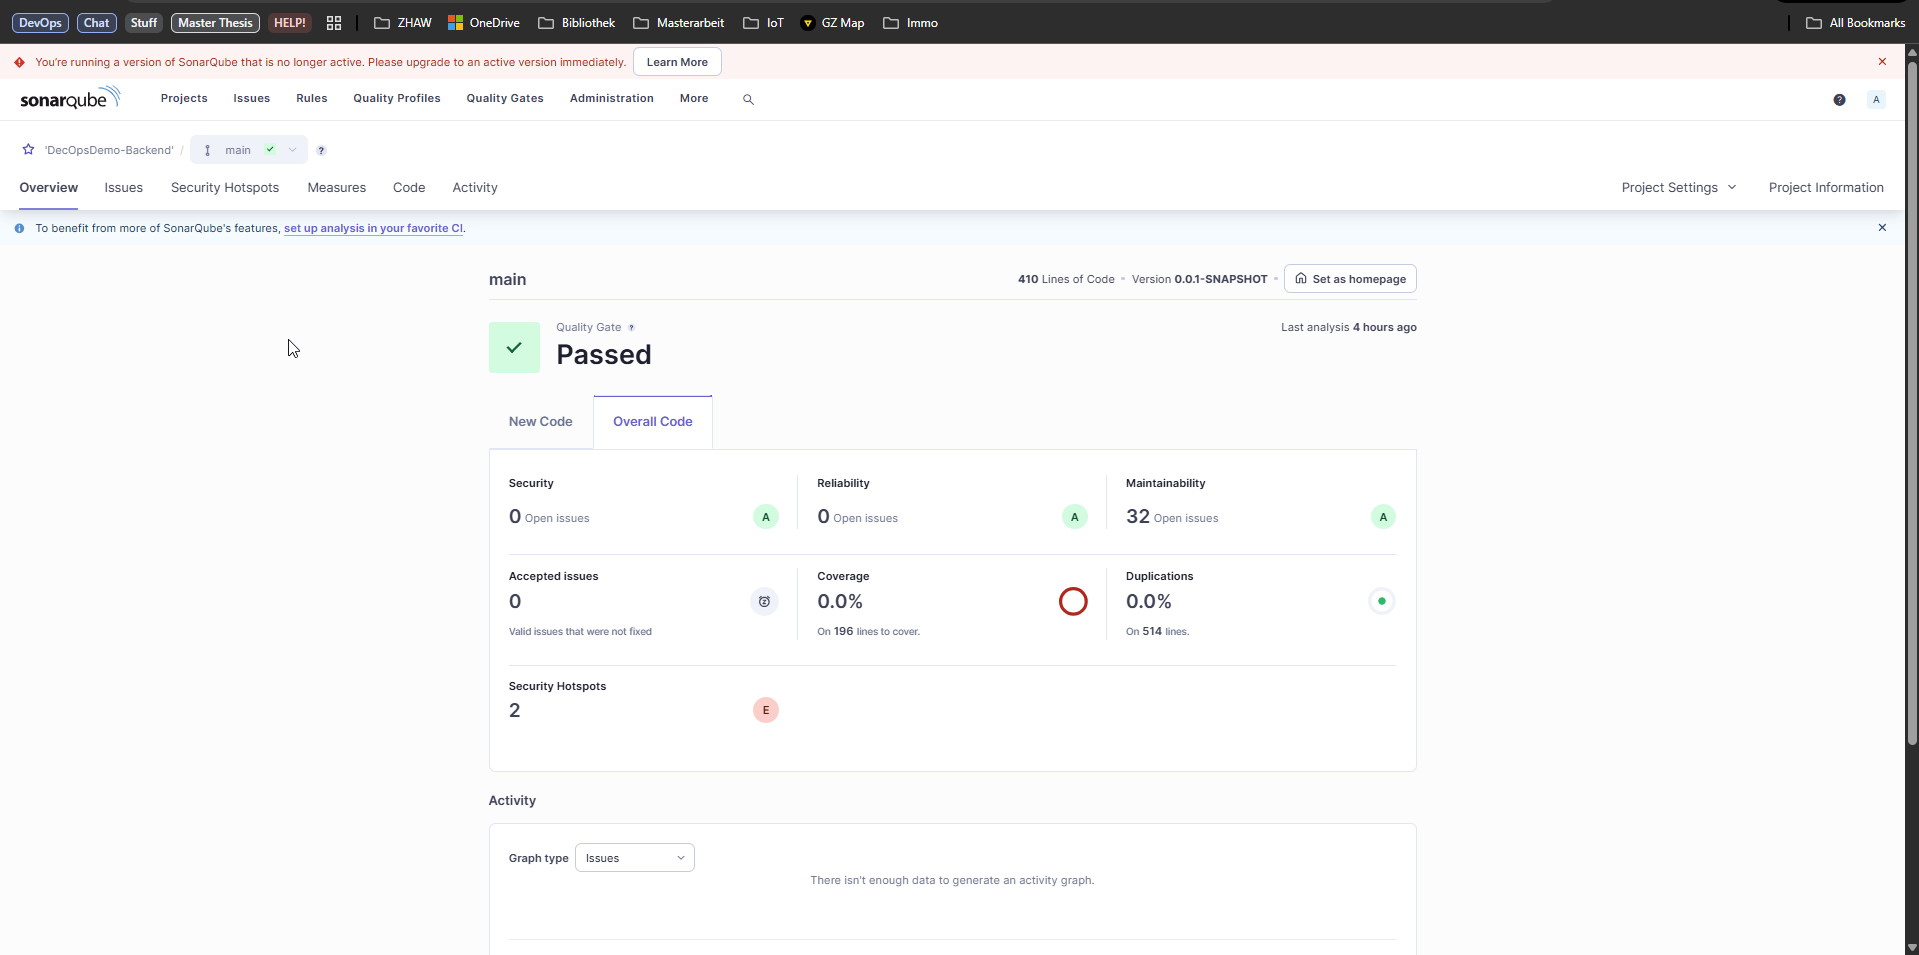 DevOps Chat Stuff Master Thesis HELP! ZHAW OneDrive Bibliothek Masterarbeit IoT GZ Map Immo All Bookmarks
You're running a version of SonarQube that is no longer active. Please upgrade to an active version immediately. Learn More
sonarqube Projects Issues Rules Quality Profiles Quality Gates Administration More ? A
'DecOpsDemo-Backend' / main ?
Overview Issues Security Hotspots Measures Code Activity Project Settings Project Information
To benefit from more of SonarQube's features, set up analysis in your favorite CI.
main 410 Lines of Code • Version 0.0.1-SNAPSHOT • Set as homepage
Quality Gate ? Last analysis 4 hours ago
Passed
New Code Overall Code
Security Reliability Maintainability
0 Open issues A 0 Open issues A 32 Open issues A
Accepted issues Coverage Duplications
0 0.0% 0.0%
Valid issues that were not fixed On 196 lines to cover. On 514 lines.
Security Hotspots
2 E
Activity
Graph type Issues
There isn't enough data to generate an activity graph.